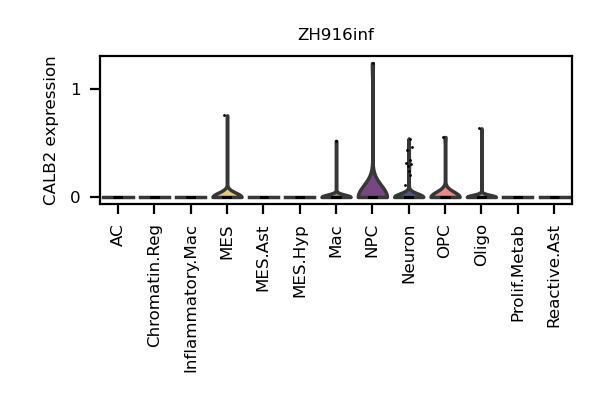 ZH916inf
CALB2 expression
1
0
AC
Chromatin.Reg
Inflammatory.Mac
MES
MES.Ast
MES.Hyp
Mac
NPC
Neuron
OPC
Oligo
Prolif.Metab
Reactive.Ast